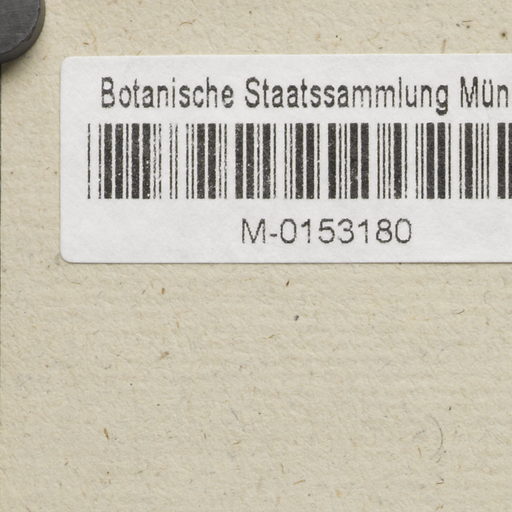 Botanische Staatssammlung Mün
M-0153180